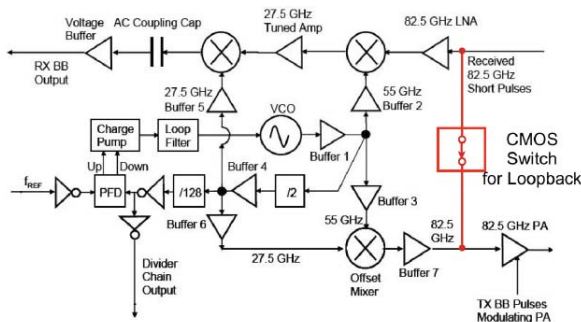 Voltage
Buffer
AC Coupling Cap
27.5 GHz
Tuned Amp
82.5 GHz LNA
RX BB
Output
Received
82.5 GHz
Short Pulses
27.5 GHz
Buffer 5
55 GHz
Buffer 2
VCO
Charge
Pump
Loop
Filter
Buffer 1
CMOS
Switch
for Loopback
Up
Down
Buffer 4
fREF
PFD
/128
/2
Buffer 3
Buffer 6
55 GHz
82.5
GHz
82.5 GHz PA
27.5 GHz
Buffer 7
Offset
Mixer
Divider
Chain
Output
TX BB Pulses
Modulating PA